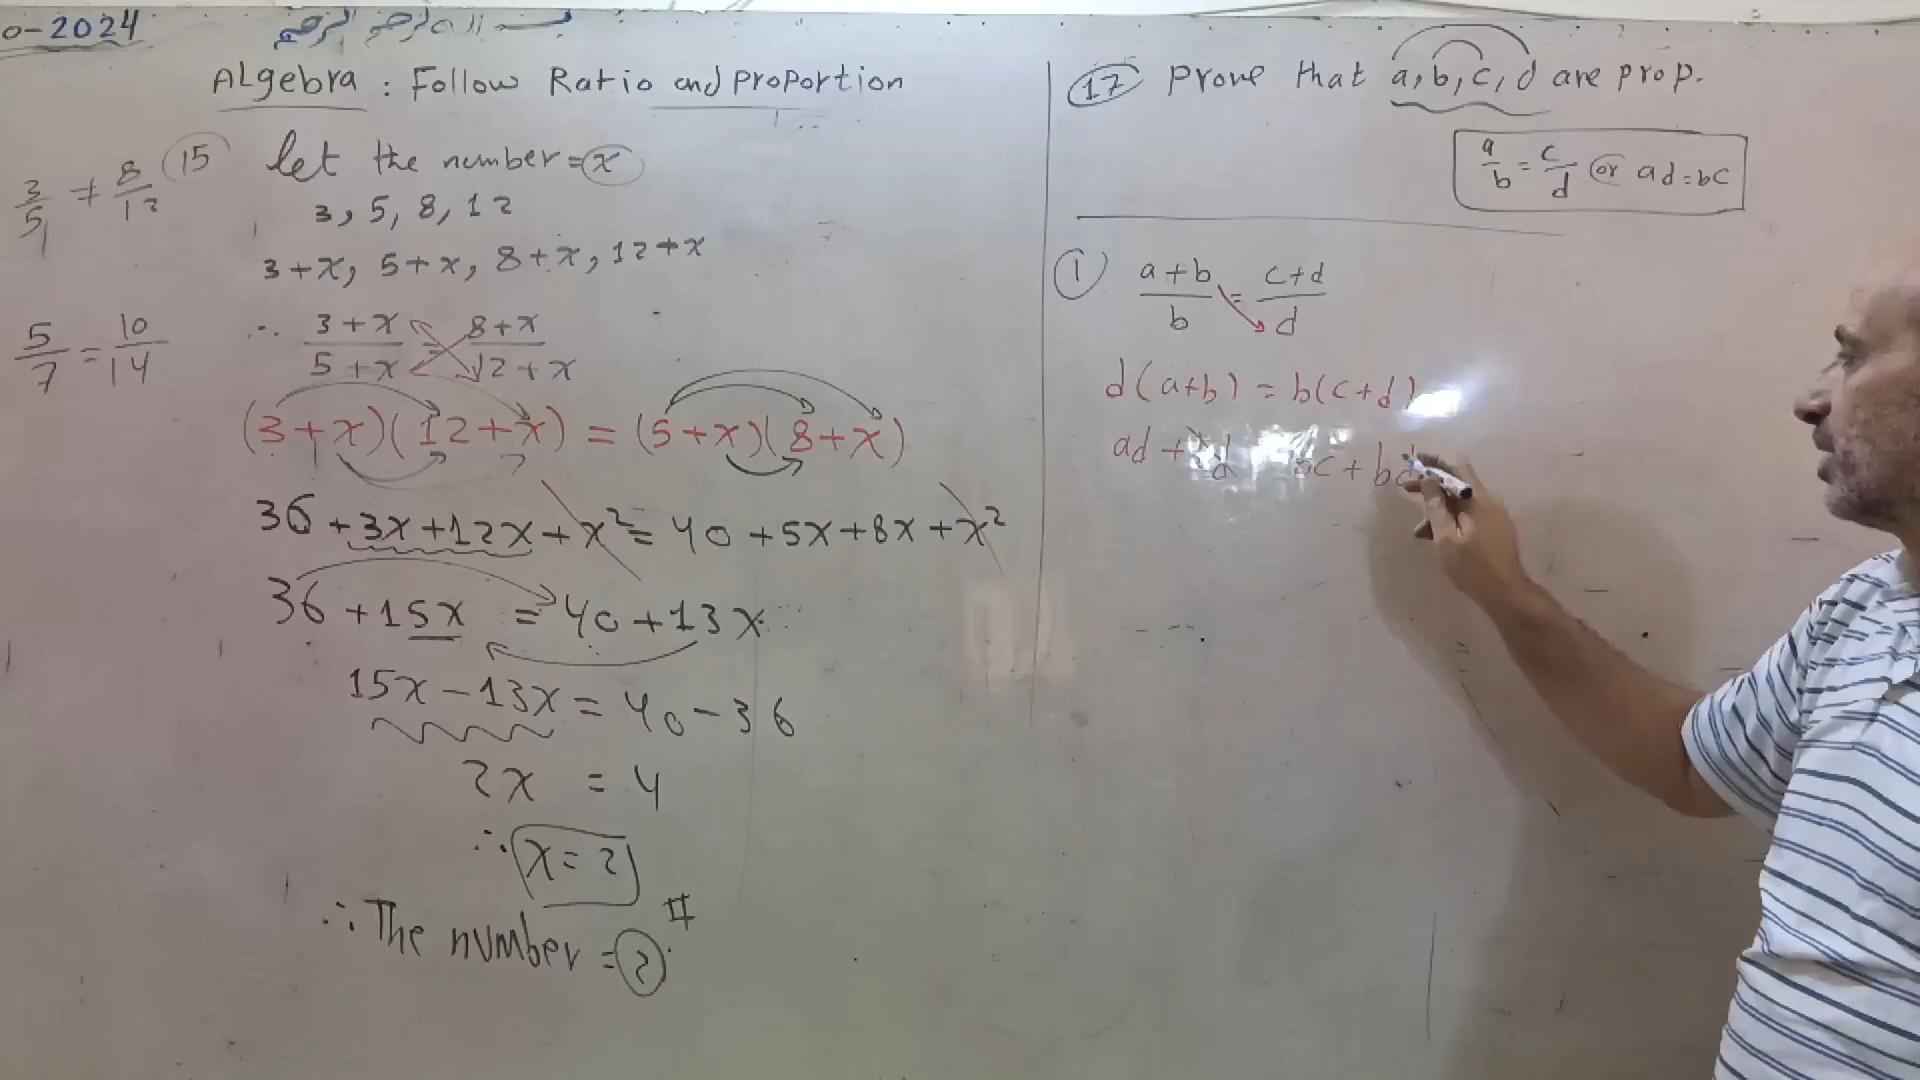 o-2024
بسم الله الرحمن الرحيم
Algebra : Follow Ratio and proportion
15 let the number = x
3/5 ≠ 8/12
3, 5, 8, 12
3+x, 5+x, 8+x, 12+x
5/7 = 10/14
∴ (3+x)/(5+x) = (8+x)/(12+x)
(3+x)(12+x) = (5+x)(8+x)
36 + 3x + 12x + x² = 40 + 5x + 8x + x²
36 + 15x = 40 + 13x
15x - 13x = 40 - 36
2x = 4
∴ x = 2
∴ The number = 2 #
17 prove that a, b, c, d are prop.
a/b = c/d or ad = bc
1 (a+b)/b = (c+d)/d
d(a+b) = b(c+d)
ad + bd bc + bd